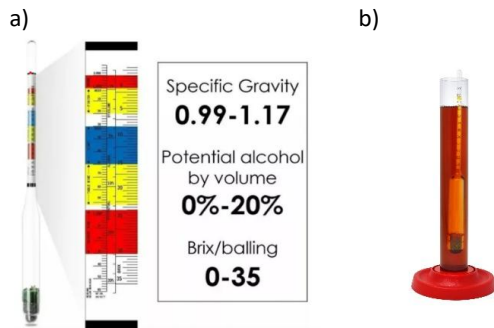 a)
b)
Specific Gravity
0.99-1.17
Potential alcohol
by volume
0%-20%
Brix/balling
0-35